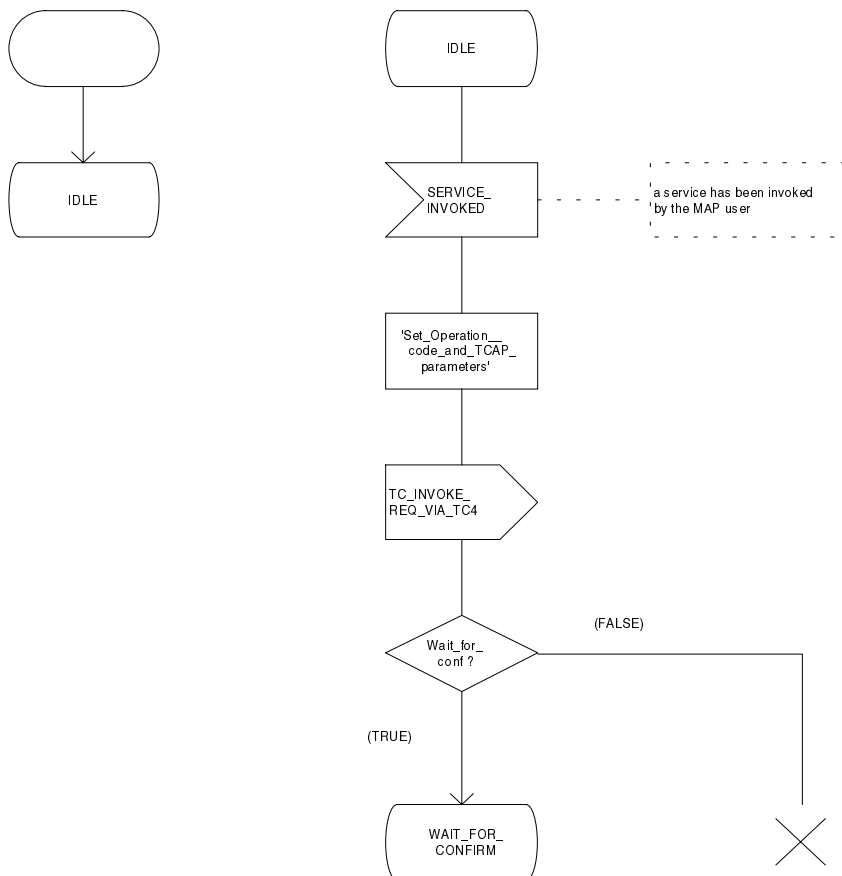 IDLE
IDLE
SERVICE_
INVOKED
a service has been invoked
by the MAP user
'Set_Operation__
code_and_TCAP_
parameters'
TC_INVOKE_
REQ_VIA_TC4
Wait_for_
conf ?
(FALSE)
(TRUE)
WAIT_FOR_
CONFIRM